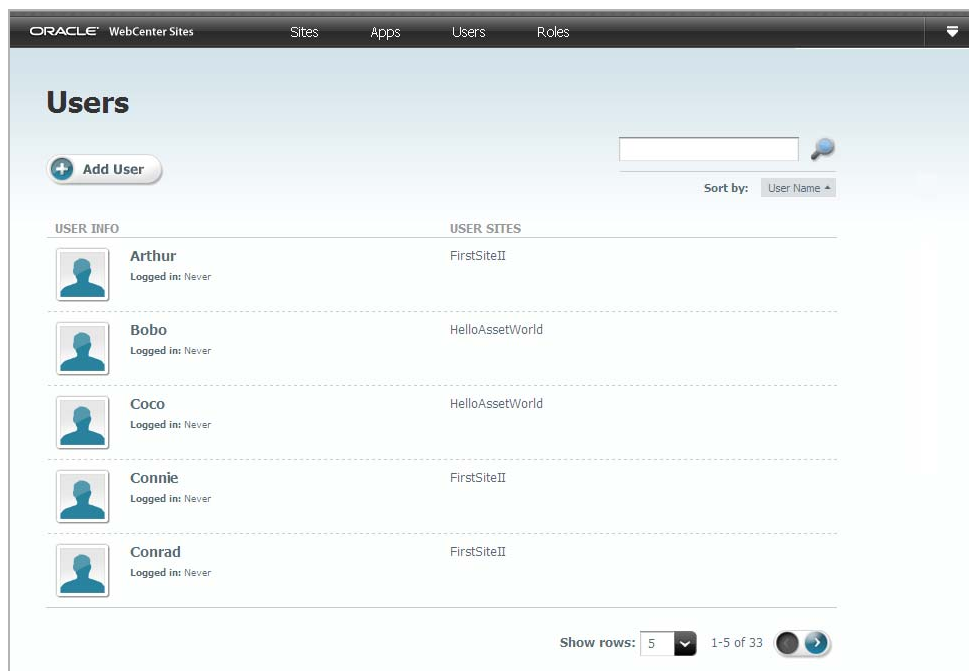 ORACLE WebCenter Sites Sites Apps Users Roles
Users
Add User
Sort by: User Name
USER INFO USER SITES
Arthur FirstSiteII
Logged in: Never
Bobo HelloAssetWorld
Logged in: Never
Coco HelloAssetWorld
Logged in: Never
Connie FirstSiteII
Logged in: Never
Conrad FirstSiteII
Logged in: Never
Show rows: 5 1-5 of 33